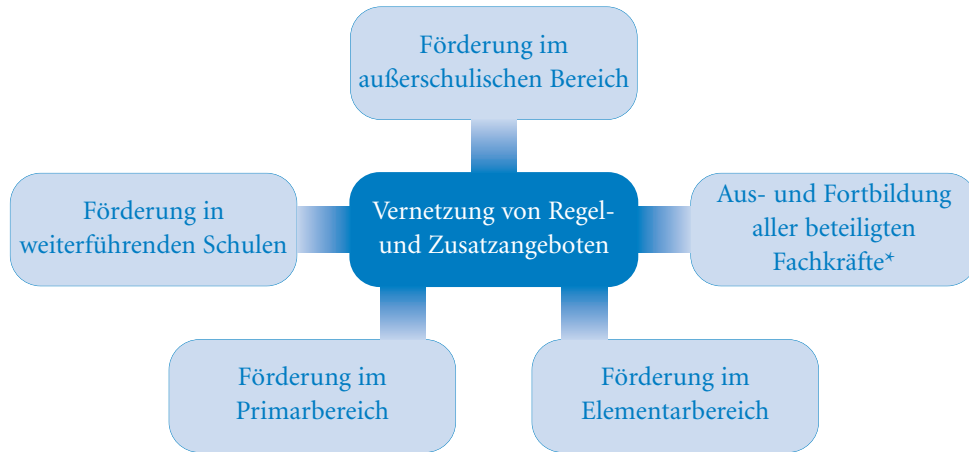 Förderung im
außerschulischen Bereich
Förderung in
weiterführenden Schulen
Vernetzung von Regel-
und Zusatzangeboten
Aus- und Fortbildung
aller beteiligten
Fachkräfte*
Förderung im
Primarbereich
Förderung im
Elementarbereich